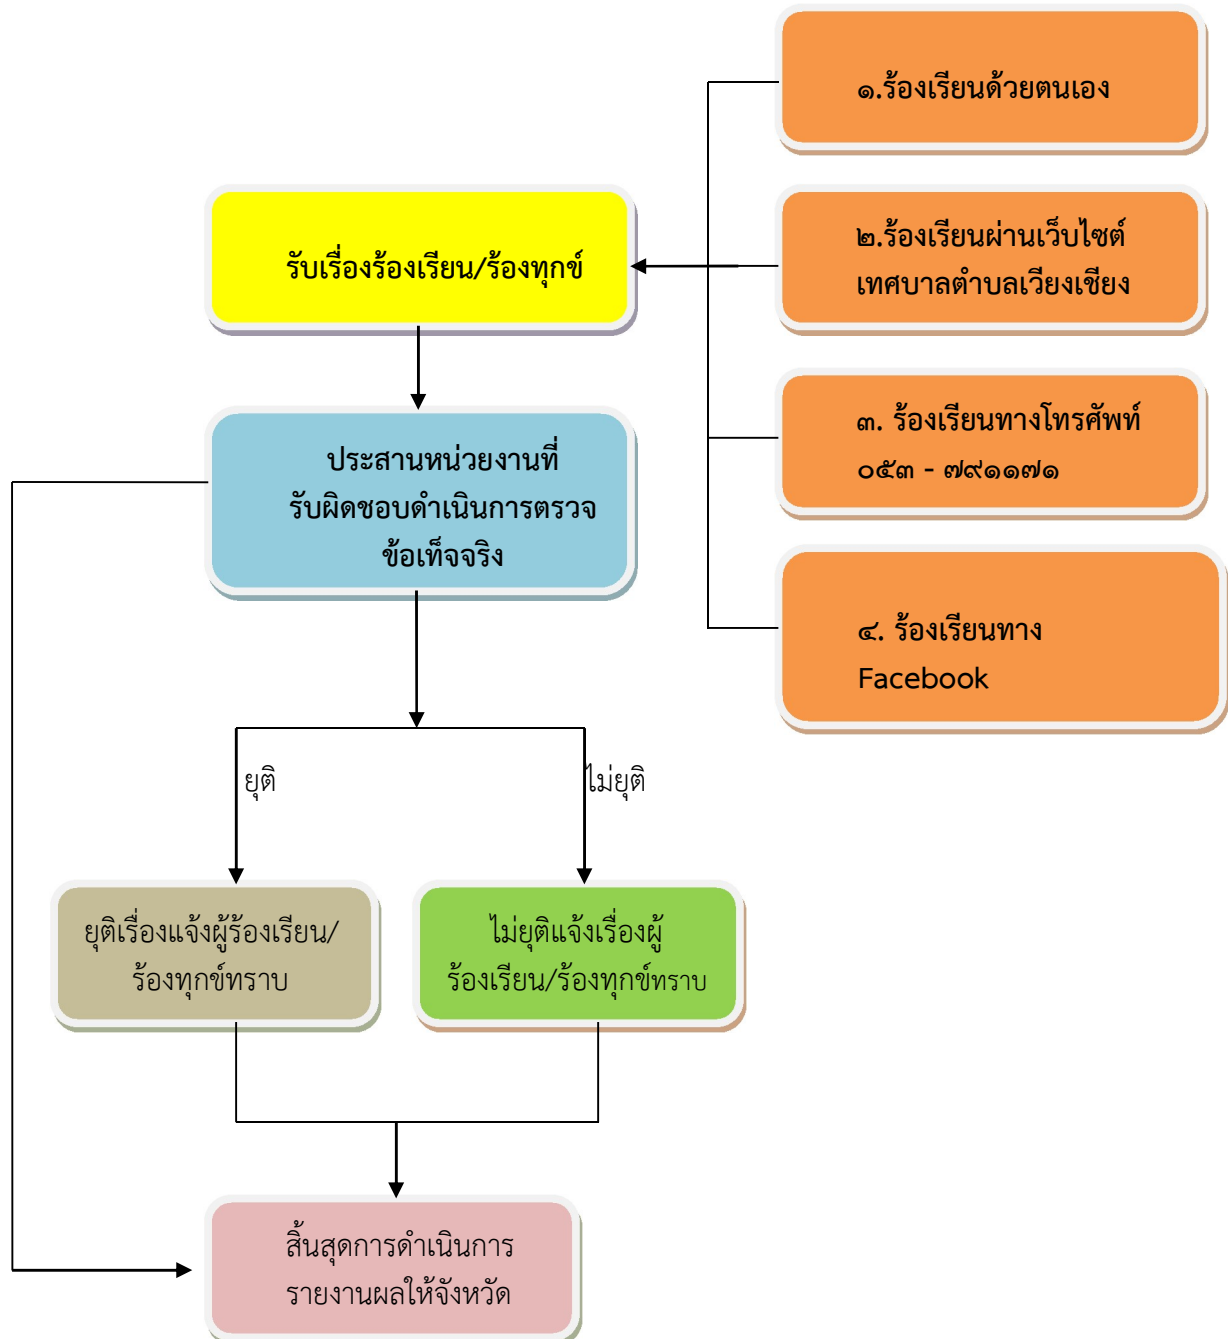 ๑.ร้องเรียนด้วยตนเอง
๒.ร้องเรียนผ่านเว็บไซต์
เทศบาลตำบลเวียงเชียง
๓. ร้องเรียนทางโทรศัพท์
๐๕๓ - ๗๙๑๑๗๑
๔. ร้องเรียนทาง
Facebook
รับเรื่องร้องเรียน/ร้องทุกข์
ประสานหน่วยงานที่
รับผิดชอบดำเนินการตรวจ
ข้อเท็จจริง
ยุติ
ไม่ยุติ
ยุติเรื่องแจ้งผู้ร้องเรียน/
ร้องทุกข์ทราบ
ไม่ยุติแจ้งเรื่องผู้
ร้องเรียน/ร้องทุกข์ทราบ
สิ้นสุดการดำเนินการ
รายงานผลให้จังหวัด